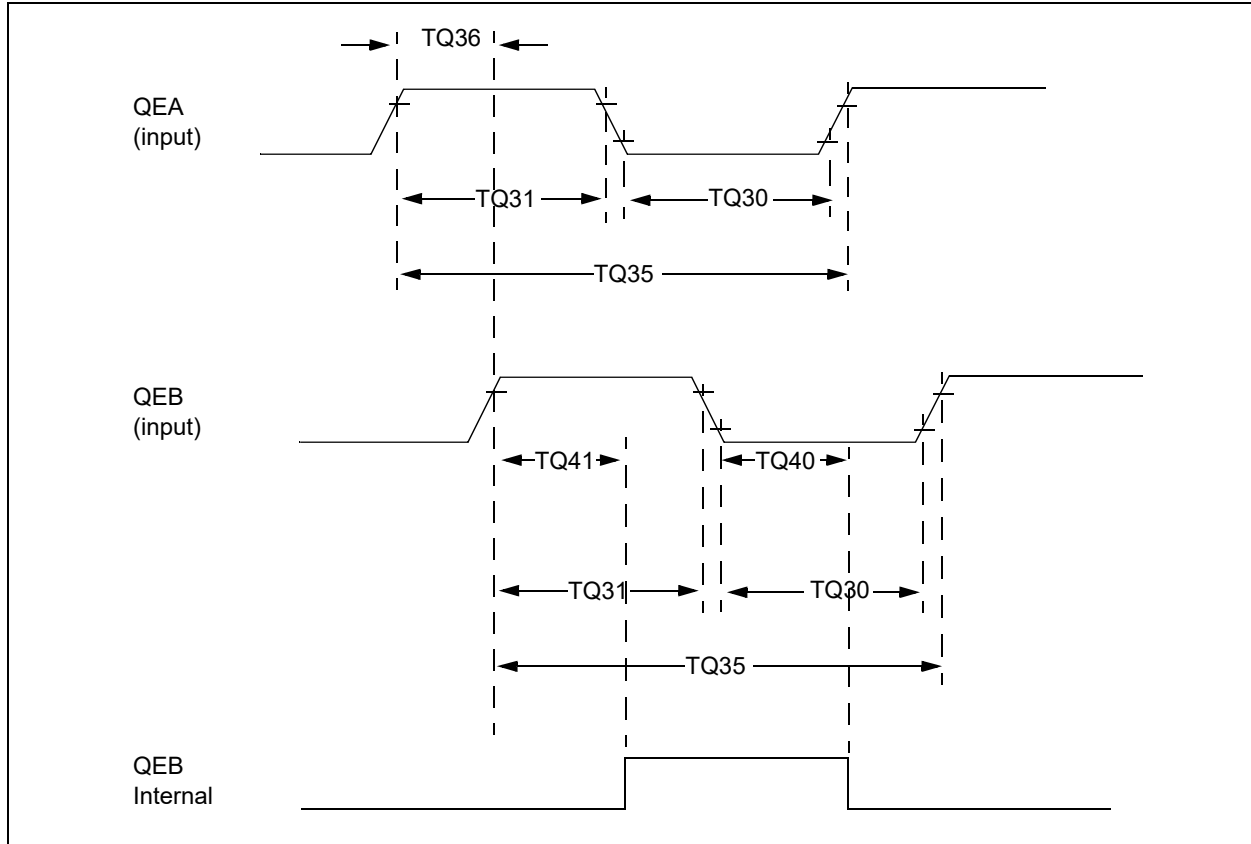 TQ36
QEA
(input)
TQ31
TQ30
TQ35
QEB
(input)
TQ41
TQ40
TQ31
TQ30
TQ35
QEB
Internal